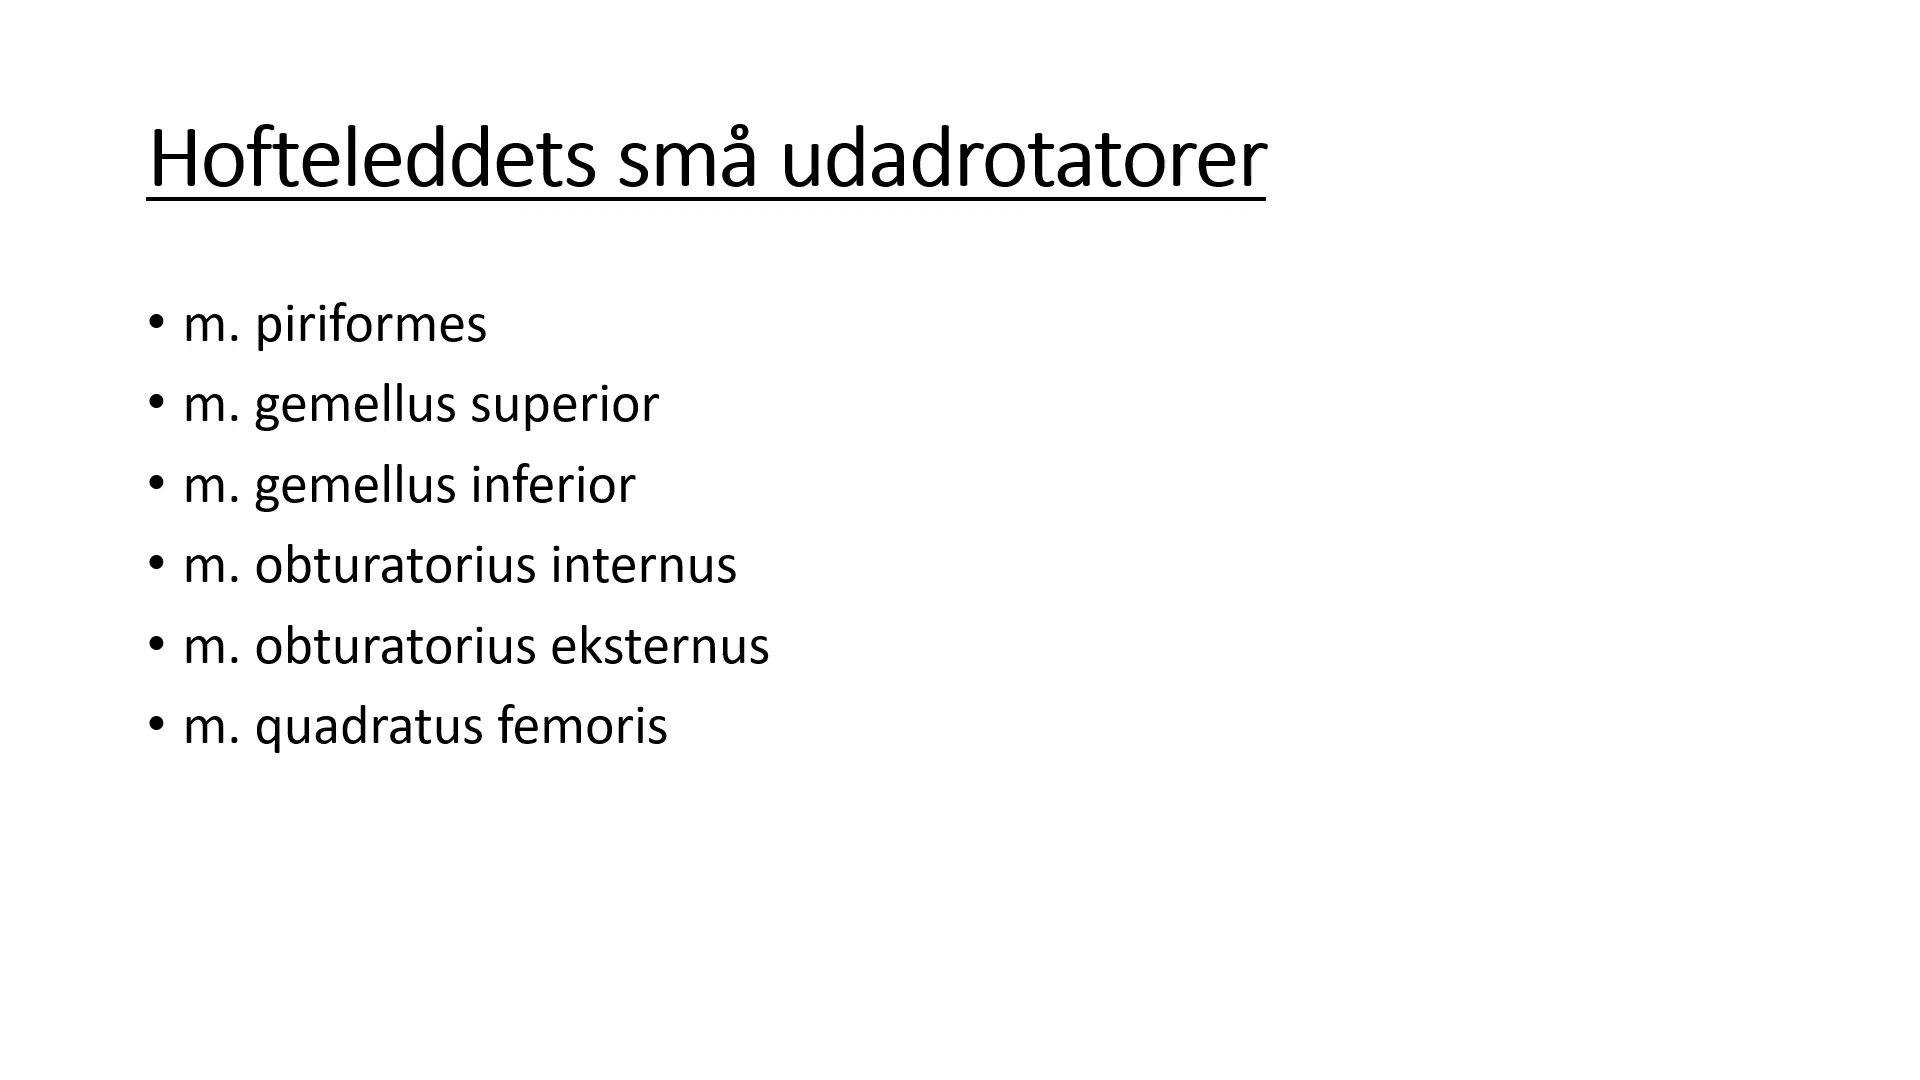 Hofteleddets små udadrotatorer
• m. piriformes
• m. gemellus superior
• m. gemellus inferior
• m. obturatorius internus
• m. obturatorius eksternus
• m. quadratus femoris